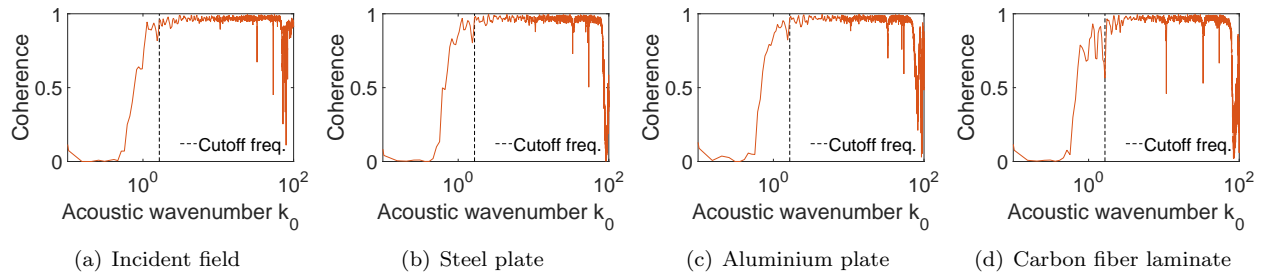 1
0.5
0
Coherence
Cutoff freq.
10^0
10^2
Acoustic wavenumber k_0
(a) Incident field
1
0.5
0
Coherence
Cutoff freq.
10^0
10^2
Acoustic wavenumber k_0
(b) Steel plate
1
0.5
0
Coherence
Cutoff freq.
10^0
10^2
Acoustic wavenumber k_0
(c) Aluminium plate
1
0.5
0
Coherence
Cutoff freq.
10^0
10^2
Acoustic wavenumber k_0
(d) Carbon fiber laminate